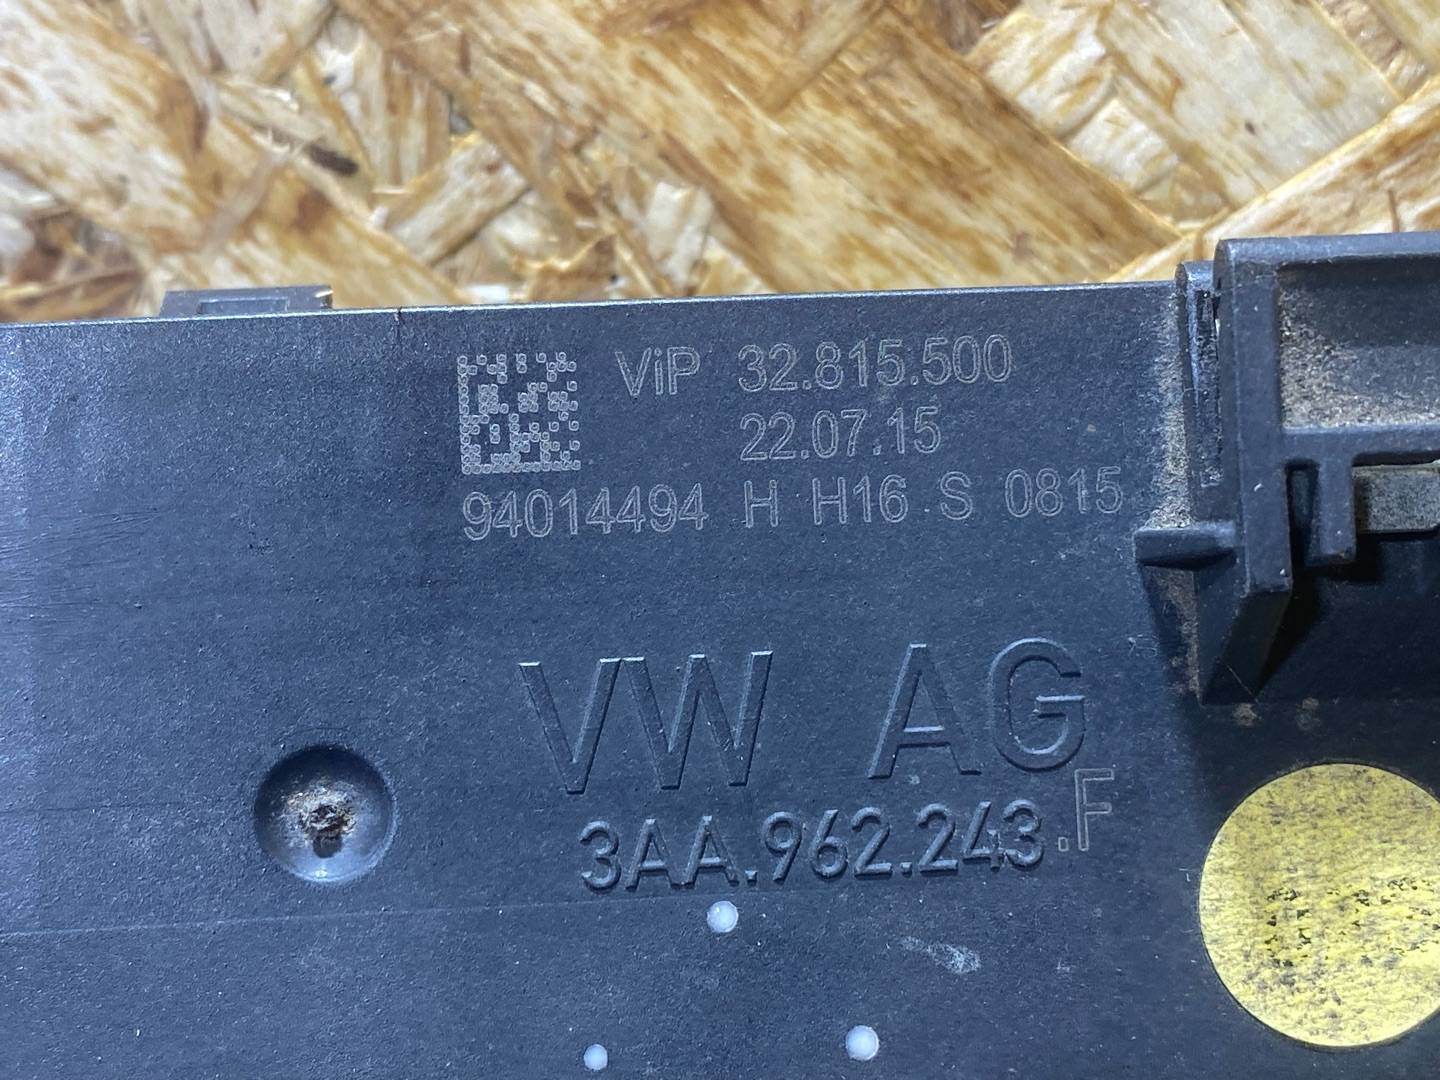 ViP 32.815.500
22.07.15
94014494 H H16 S 0815
VW AG
3AA.962.243.F